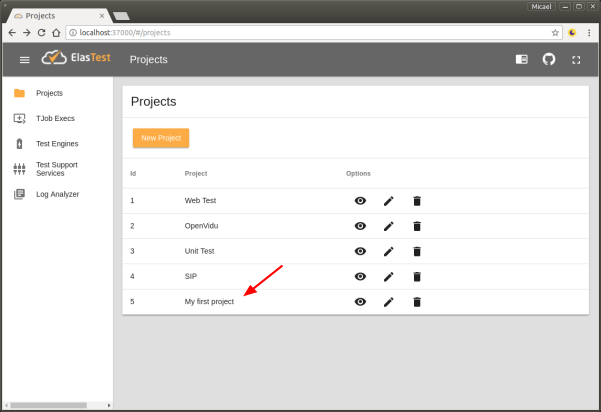 Micael
Projects
localhost:37000/#/projects
ElasTest
Projects
Projects
TJob Execs
Test Engines
Test Support
Services
Log Analyzer
Projects
New Project
Id Project Options
1 Web Test
2 OpenVidu
3 Unit Test
4 SIP
5 My first project